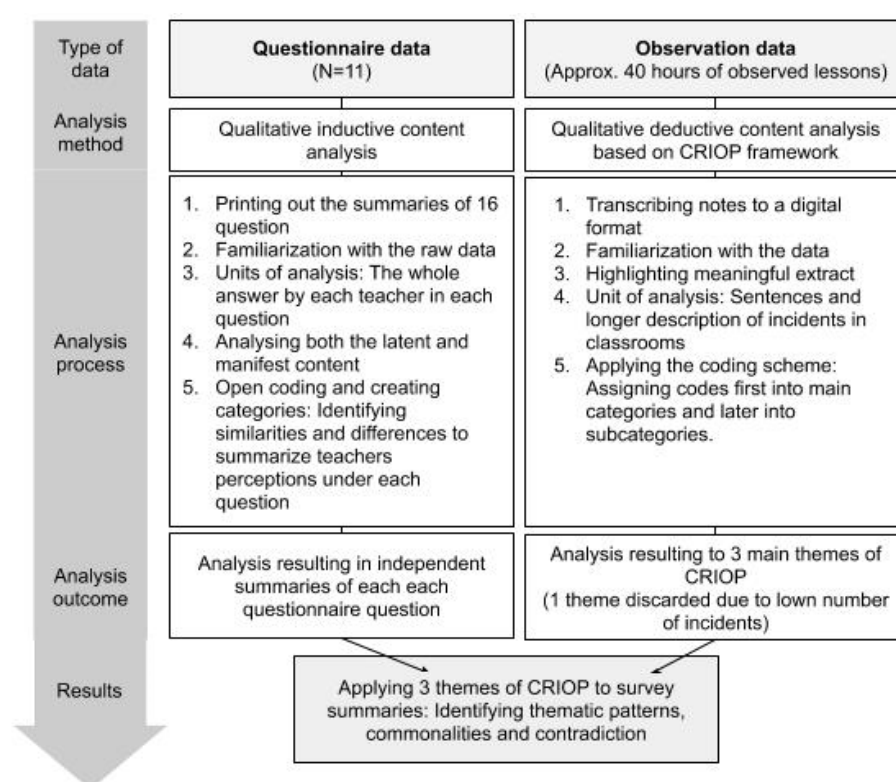 Type of
data
Questionnaire data
(N=11)
Observation data
(Approx. 40 hours of observed lessons)
Analysis
method
Qualitative inductive content
analysis
Qualitative deductive content analysis
based on CRIOP framework
Analysis
process
1. Printing out the summaries of 16
question
2. Familiarization with the raw data
3. Units of analysis: The whole
answer by each teacher in each
question
4. Analysing both the latent and
manifest content
5. Open coding and creating
categories: Identifying
similarities and differences to
summarize teachers
perceptions under each
question
1. Transcribing notes to a digital
format
2. Familiarization with the data
3. Highlighting meaningful extract
4. Unit of analysis: Sentences and
longer description of incidents in
classrooms
5. Applying the coding scheme:
Assigning codes first into main
categories and later into
subcategories.
Analysis
outcome
Analysis resulting in independent
summaries of each each
questionnaire question
Analysis resulting to 3 main themes of
CRIOP
(1 theme discarded due to lown number
of incidents)
Results
Applying 3 themes of CRIOP to survey
summaries: Identifying thematic patterns,
commonalities and contradiction